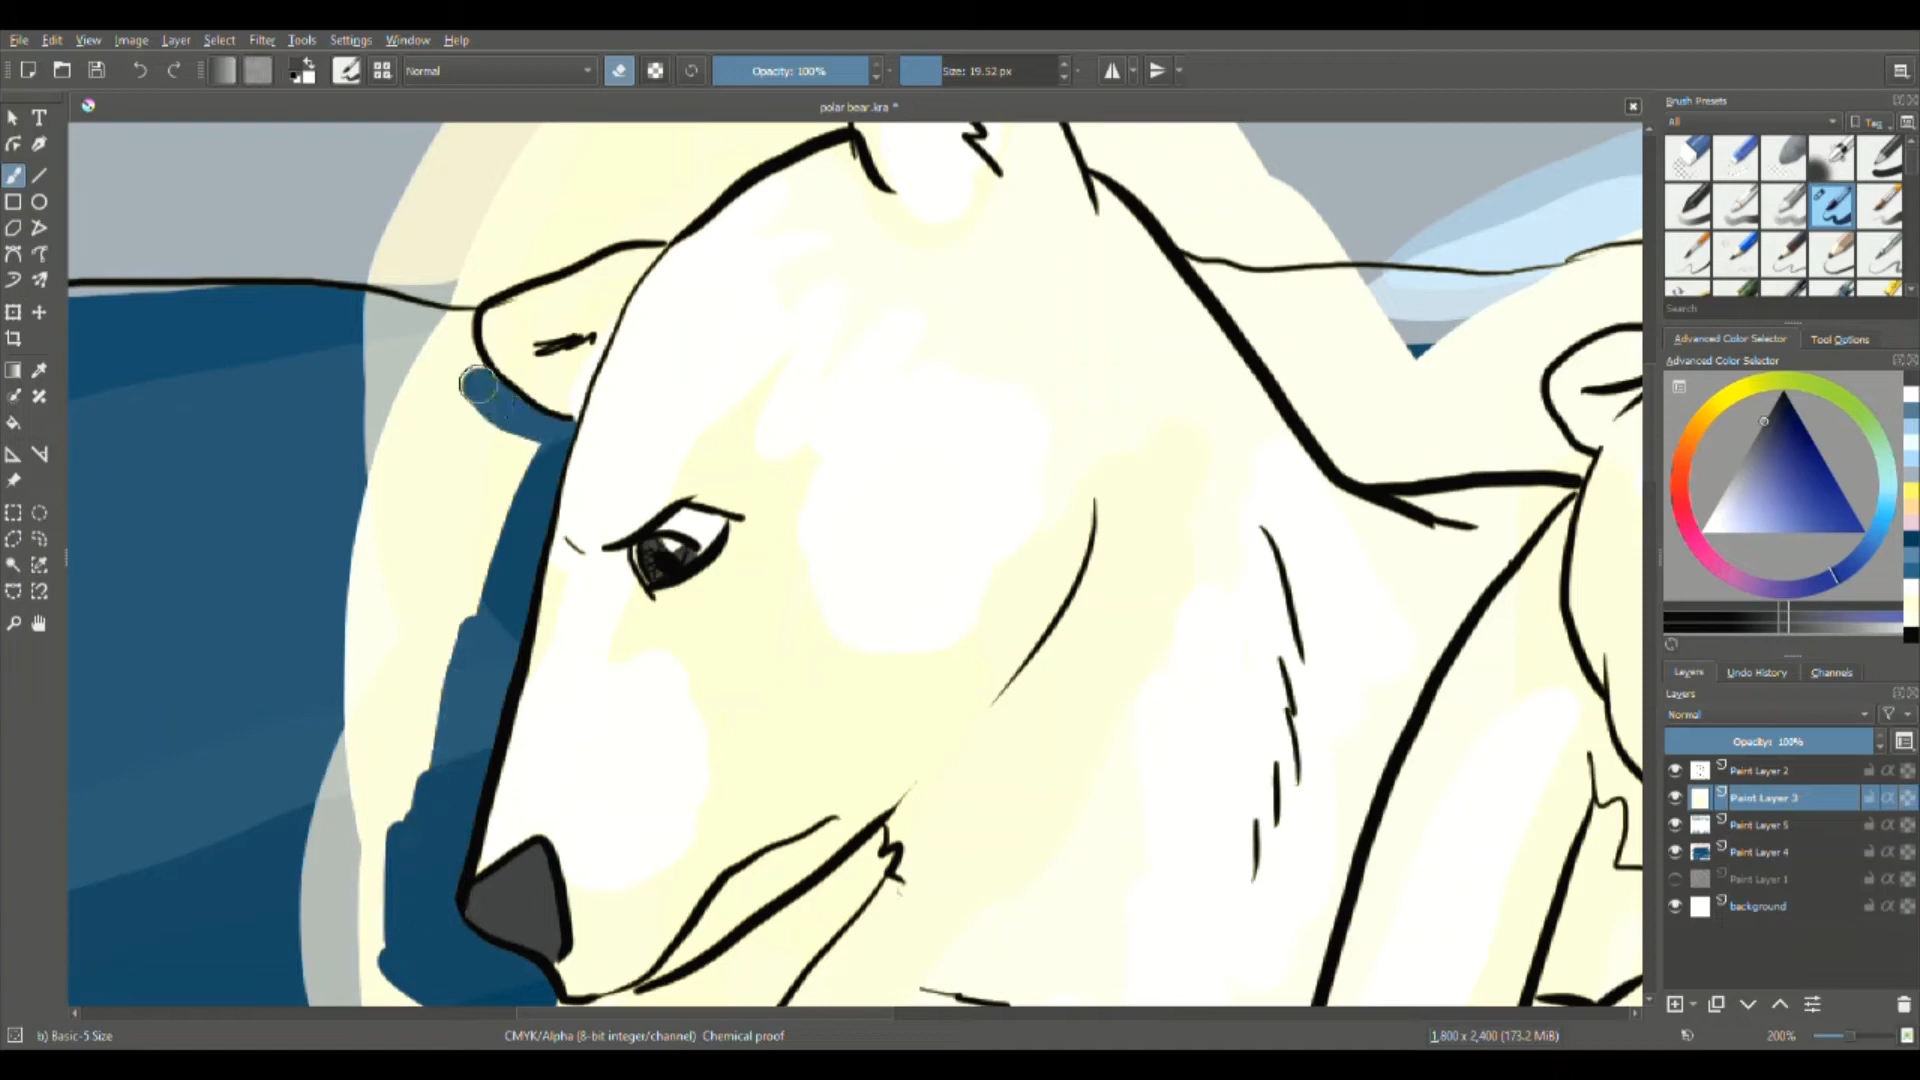 File Edit View Image Layer Select Filter Tools Settings Window Help
Normal Opacity: 100% Size: 19.52 px
polar bear.kra *
Brush Presets
All Tag
Search
Advanced Color Selector Tool Options
Advanced Color Selector
Layers Undo History Channels
Layers
Normal
Opacity: 100%
Paint Layer 2
Paint Layer 3
Paint Layer 5
Paint Layer 4
Paint Layer 1
background
b) Basic-5 Size CMYK/Alpha (8-bit integer/channel) Chemical proof 1,800 x 2,400 (173.2 MiB) 200%